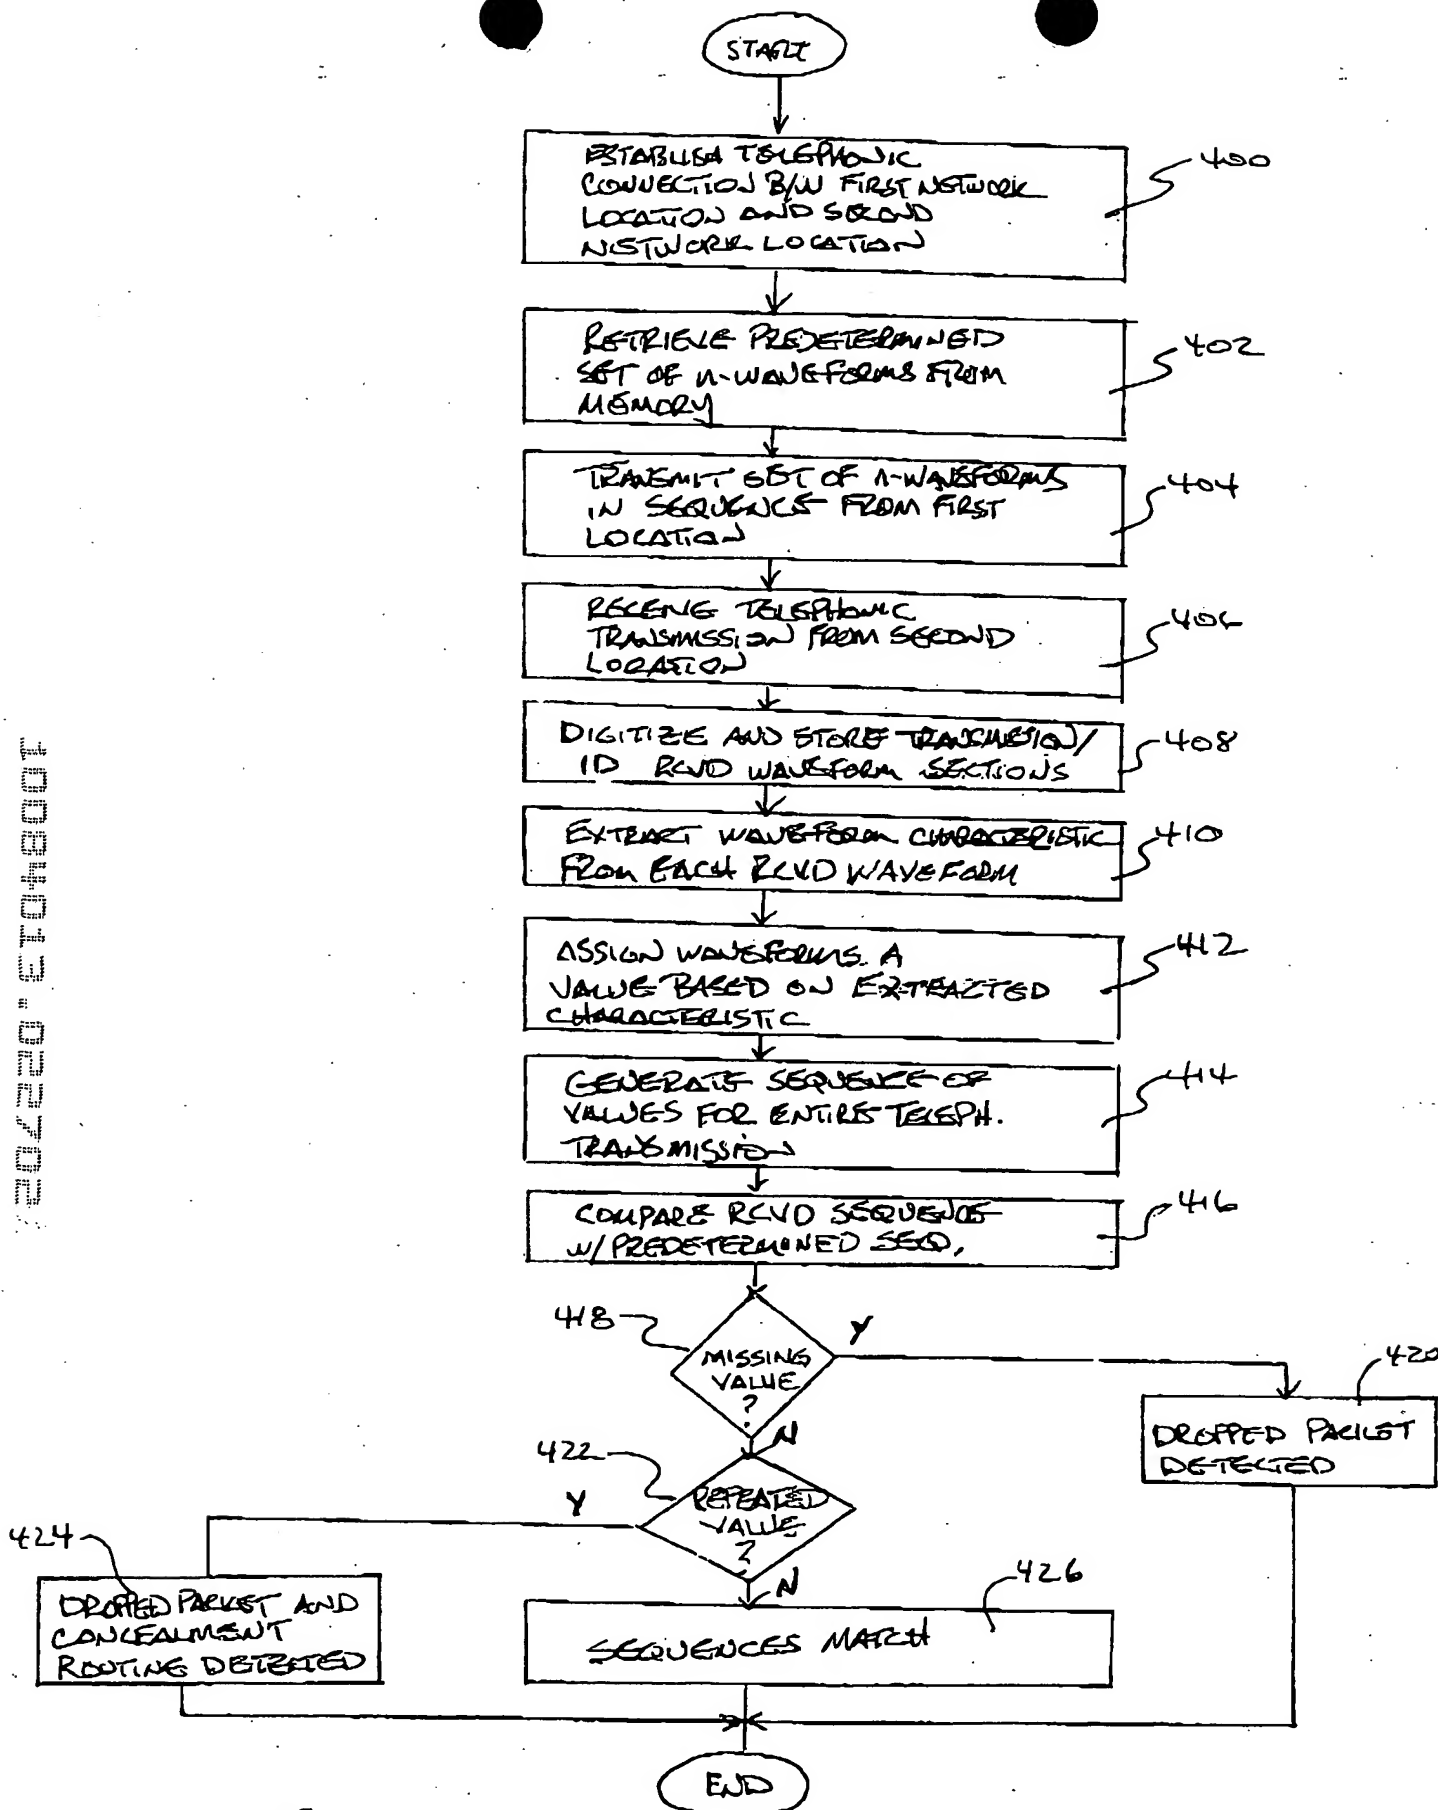 START
ESTABLISH TELEPHONIC
CONNECTION B/W FIRST NETWORK
LOCATION AND SECOND
NETWORK LOCATION
400
RETRIEVE PREDETERMINED
SET OF n-WAVEFORMS FROM
MEMORY
402
TRANSMIT SET OF n-WAVEFORMS
IN SEQUENCE FROM FIRST
LOCATION
404
RECEIVE TELEPHONIC
TRANSMISSION FROM SECOND
LOCATION
406
DIGITIZE AND STORE TRANSMISSION/
ID RCVD WAVEFORM SECTIONS
408
EXTRACT WAVEFORM CHARACTERISTIC
FROM EACH RCVD WAVEFORM
410
ASSIGN WAVEFORMS A
VALUE BASED ON EXTRACTED
CHARACTERISTIC
412
GENERATE SEQUENCE OF
VALUES FOR ENTIRE TELEPH.
TRANSMISSION
414
COMPARE RCVD SEQUENCE
W/PREDETERMINED SEQ.
416
418
MISSING
VALUE
?
Y
N
420
DROPPED PACKET
DETECTED
422
REPEATED
VALUE
?
Y
N
424
DROPPED PACKET AND
CONCEALMENT
ROUTING DETECTED
426
SEQUENCES MATCH
END
10084013.022702